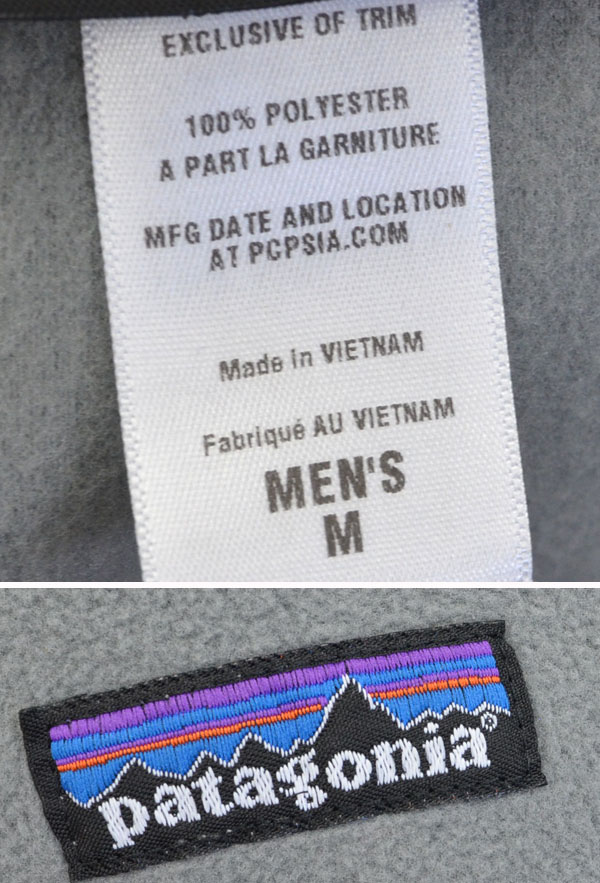 EXCLUSIVE OF TRIM
100% POLYESTER
A PART LA GARNITURE
MFG DATE AND LOCATION
AT PCPSIA.COM
Made in VIETNAM
Fabriqué AU VIETNAM
MEN'S
M
patagonia®